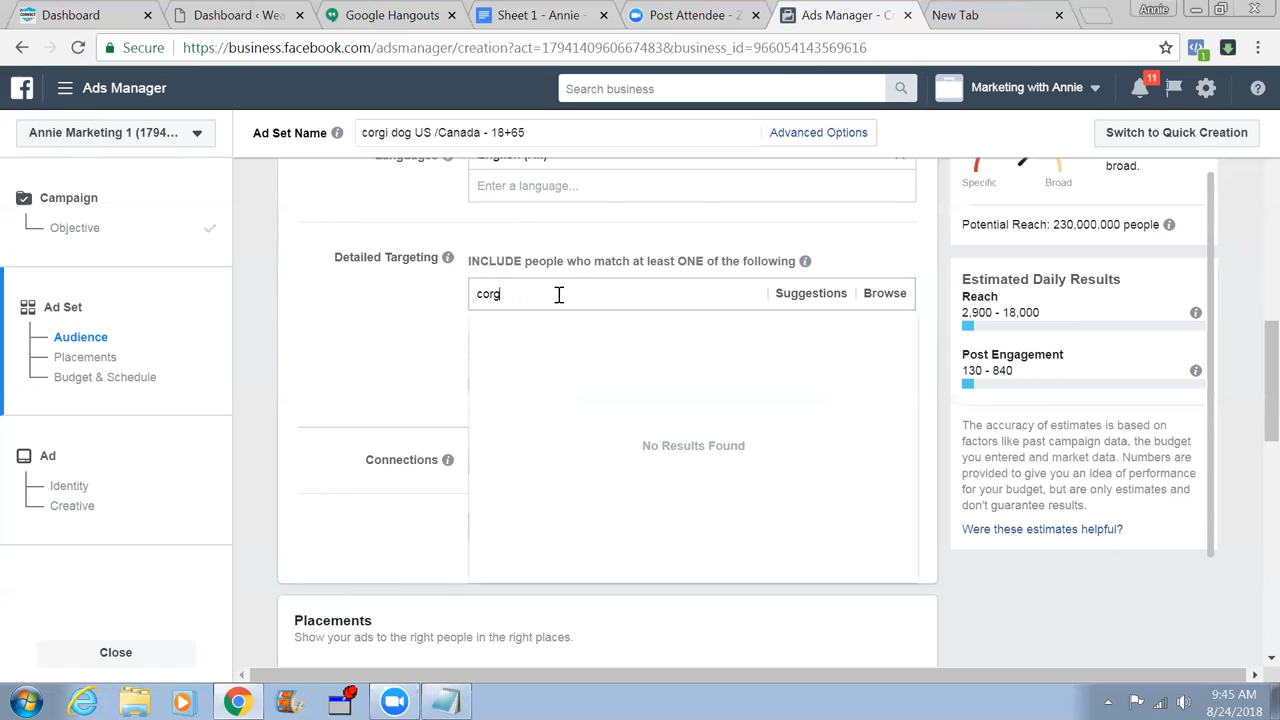 Dashboard
Dashboard ‹ Wea
Google Hangouts
Sheet 1 - Annie
Post Attendee - Z
Ads Manager - Cr
New Tab
Annie
Secure
https://business.facebook.com/adsmanager/creation?act=1794140960667483&business_id=966054143569616
1
Ads Manager
Search business
Marketing with Annie
11
Annie Marketing 1 (1794...
Ad Set Name
corgi dog US /Canada - 18+65
Advanced Options
Switch to Quick Creation
Campaign
Objective
Ad Set
Audience
Placements
Budget & Schedule
Ad
Identity
Creative
Close
Languages
English (All)
Enter a language...
Detailed Targeting
INCLUDE people who match at least ONE of the following
corg
Suggestions
Browse
No Results Found
Connections
Placements
Show your ads to the right people in the right places.
Specific
Broad
broad.
Potential Reach: 230,000,000 people
Estimated Daily Results
Reach
2,900 - 18,000
Post Engagement
130 - 840
The accuracy of estimates is based on
factors like past campaign data, the budget
you entered and market data. Numbers are
provided to give you an idea of performance
for your budget, but are only estimates and
don't guarantee results.
Were these estimates helpful?
9:45 AM
8/24/2018